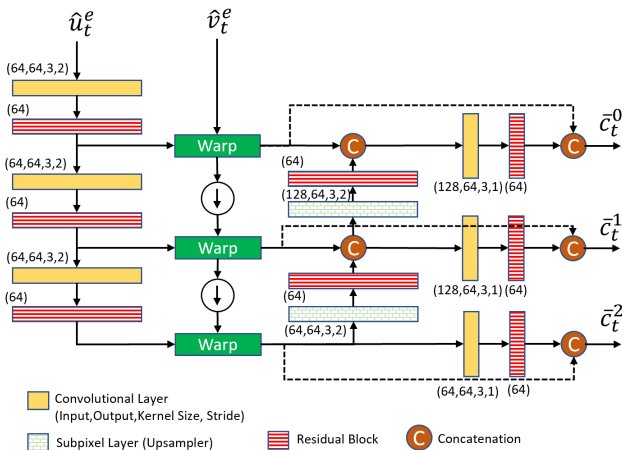 û_t^e
v̂_t^e
(64,64,3,2)
(64)
Warp
C
C
c̄_t^0
(64)
(128,64,3,1)
(64)
(64,64,3,2)
(128,64,3,2)
(64)
Warp
C
C
c̄_t^1
(64,64,3,2)
(64)
(128,64,3,1)
(64)
(64)
(64,64,3,2)
Warp
C
c̄_t^2
(64,64,3,1)
(64)
Convolutional Layer
(Input,Output,Kernel Size, Stride)
Subpixel Layer (Upsampler)
Residual Block
C
Concatenation